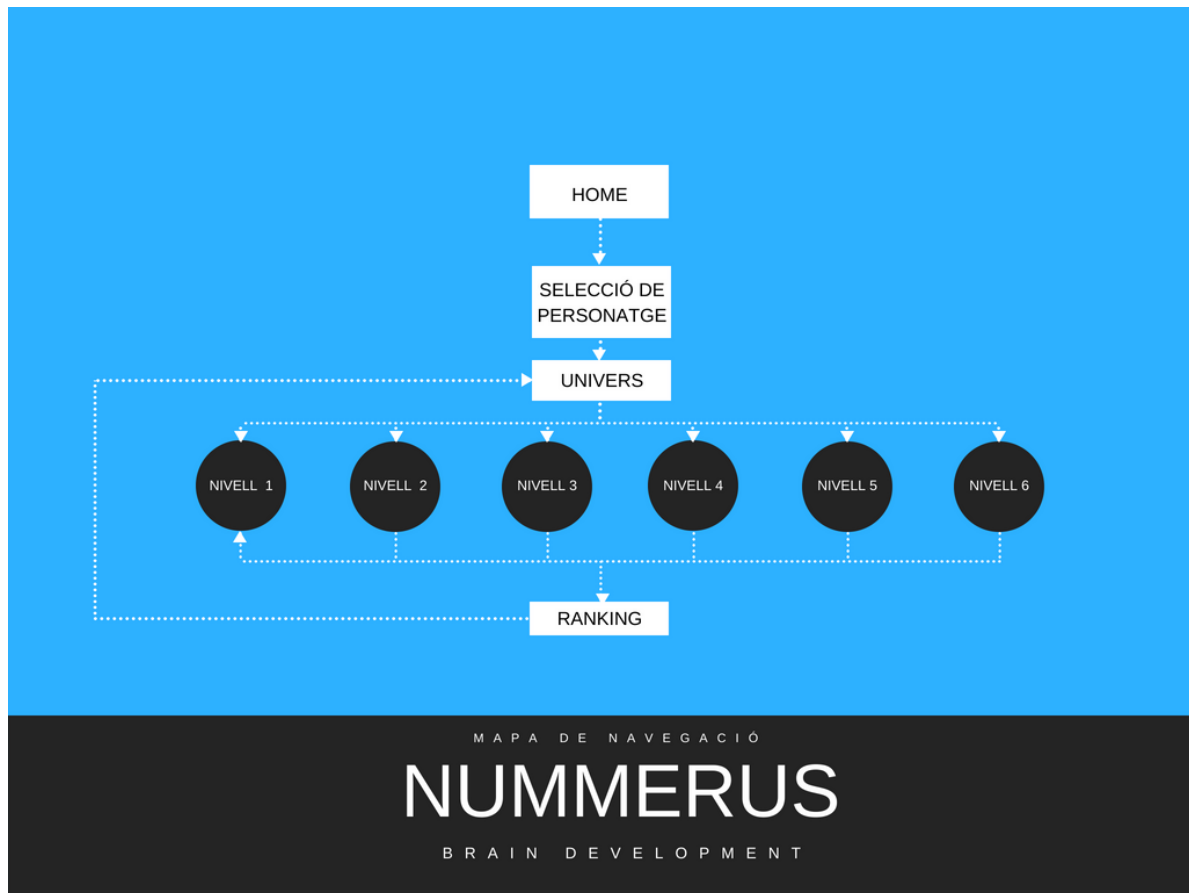 HOME
SELECCIÓ DE
PERSONATGE
UNIVERS
NIVELL 1
NIVELL 2
NIVELL 3
NIVELL 4
NIVELL 5
NIVELL 6
RANKING
MAPA DE NAVEGACIÓ
NUMMERUS
BRAIN DEVELOPMENT